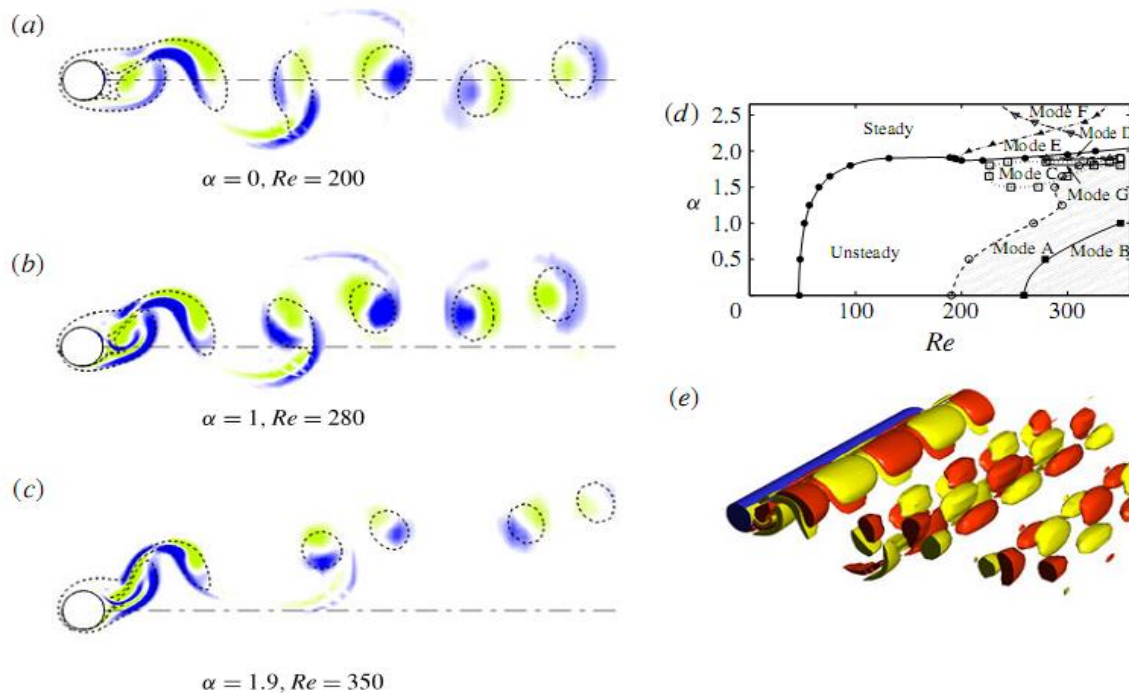 (a)
α = 0, Re = 200
(b)
α = 1, Re = 280
(c)
α = 1.9, Re = 350
(d)
2.5
2.0
1.5
α
1.0
0.5
0
Steady
Unsteady
Mode F
Mode D
Mode E
Mode C
Mode G
Mode A
Mode B
100
200
300
Re
(e)